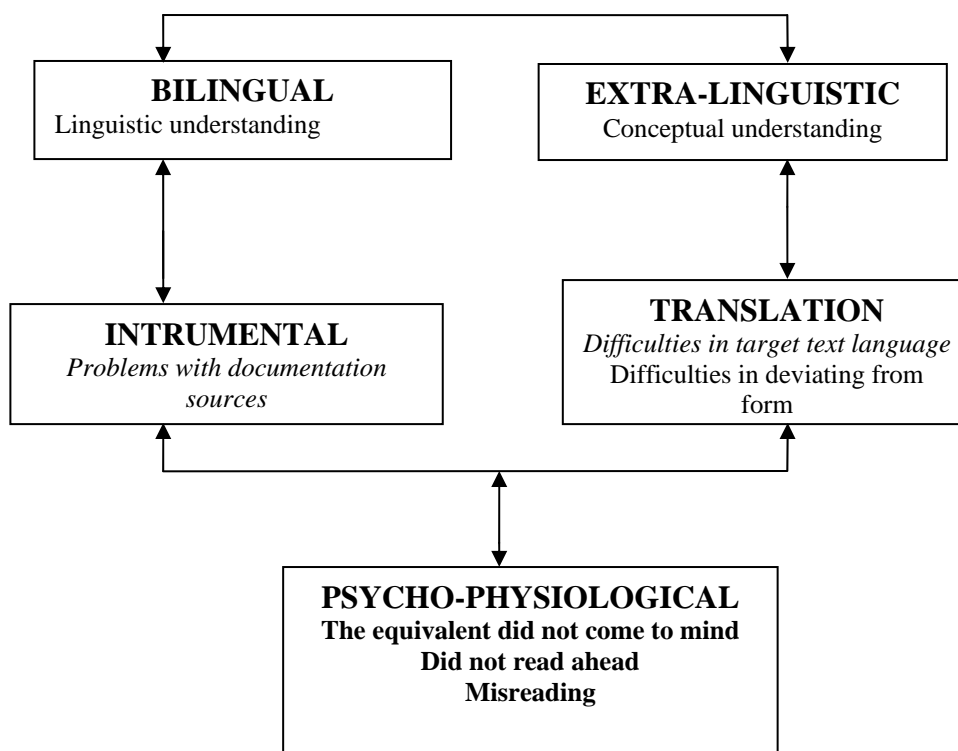 BILINGUAL
Linguistic understanding
EXTRA-LINGUISTIC
Conceptual understanding
INTRUMENTAL
Problems with documentation
sources
TRANSLATION
Difficulties in target text language
Difficulties in deviating from
form
PSYCHO-PHYSIOLOGICAL
The equivalent did not come to mind
Did not read ahead
Misreading